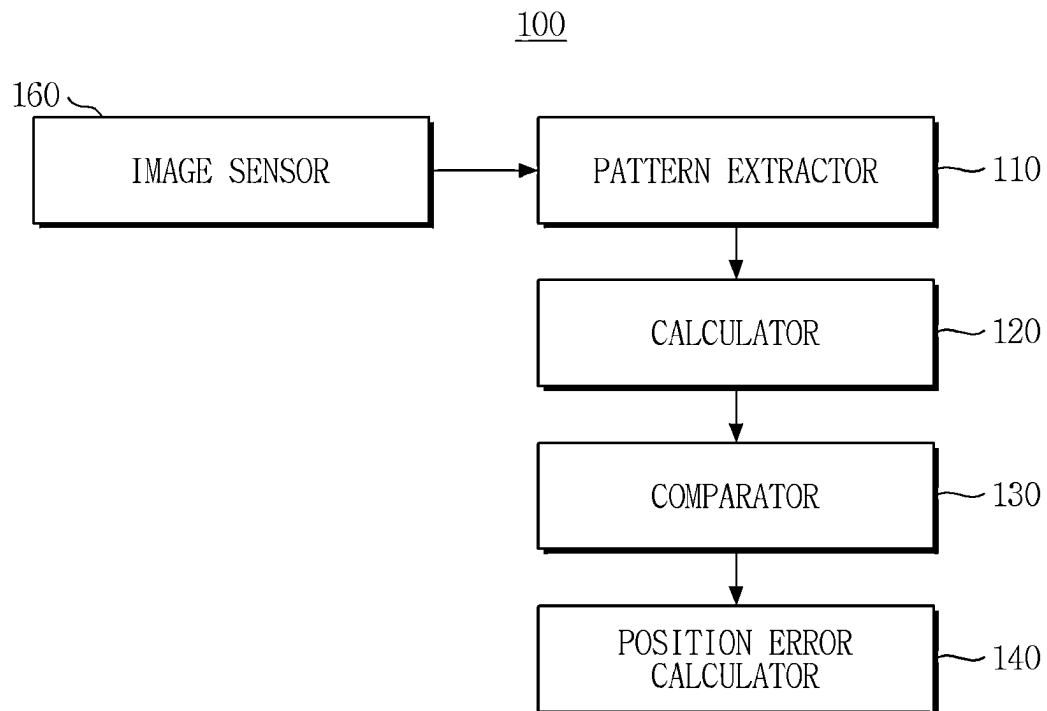 100
160
IMAGE SENSOR
PATTERN EXTRACTOR
110
CALCULATOR
120
COMPARATOR
130
POSITION ERROR
CALCULATOR
140